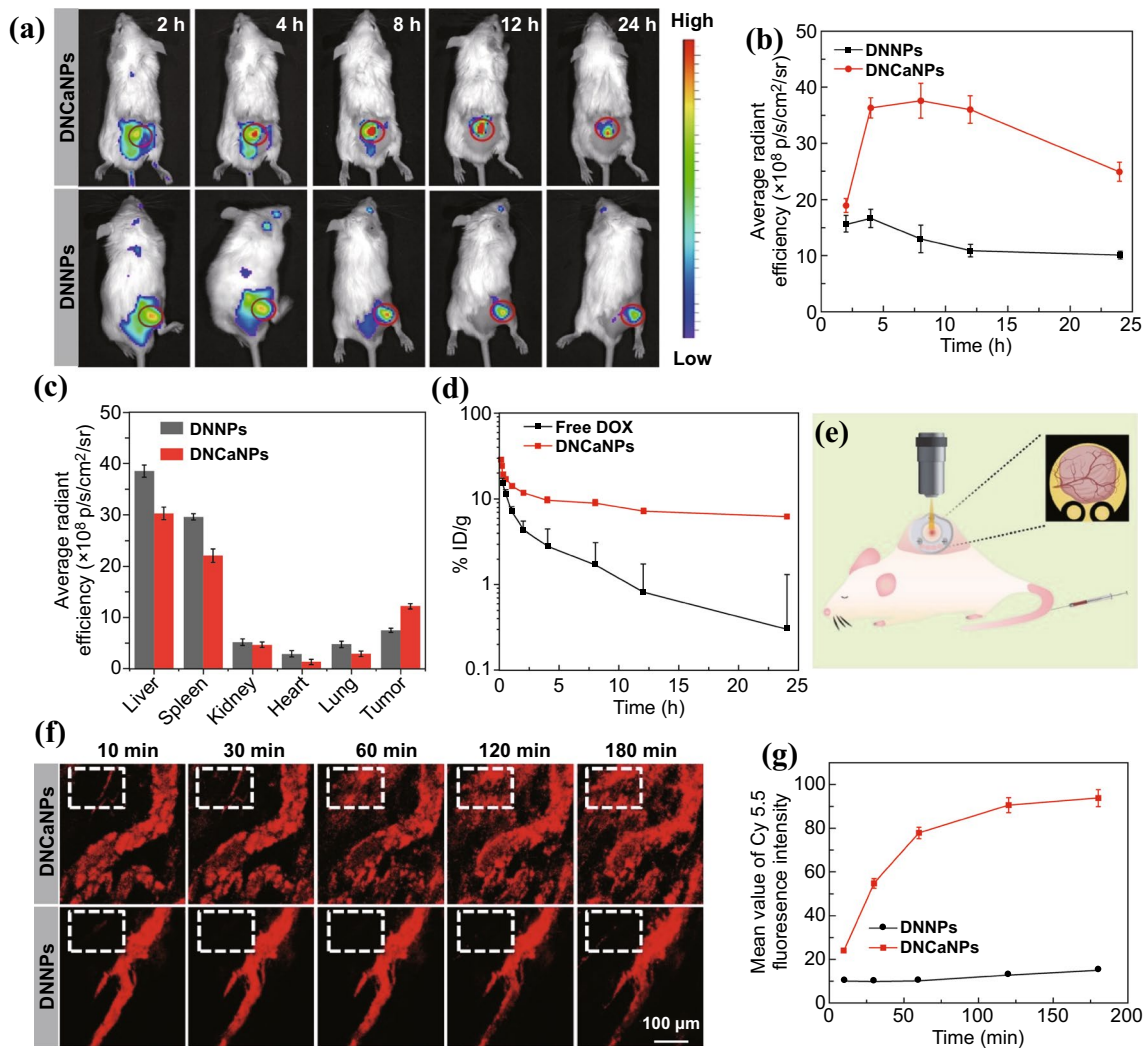 (a)
2 h
4 h
8 h
12 h
24 h
DNCaNPs
DNNPs
High
Low
(b)
DNNPs
DNCaNPs
Average radiant
efficiency (×10⁸ p/s/cm²/sr)
50
40
30
20
10
0
0 5 10 15 20 25
Time (h)
(c)
DNNPs
DNCaNPs
Average radiant
efficiency (×10⁸ p/s/cm²/sr)
50
40
30
20
10
0
Liver
Spleen
Kidney
Heart
Lung
Tumor
(d)
Free DOX
DNCaNPs
% ID/g
100
10
1
0.1
0 5 10 15 20 25
Time (h)
(e)
(f)
10 min
30 min
60 min
120 min
180 min
DNCaNPs
DNNPs
100 µm
(g)
DNNPs
DNCaNPs
Mean value of Cy 5.5
fluorescence intensity
100
80
60
40
20
0
0 50 100 150 200
Time (min)